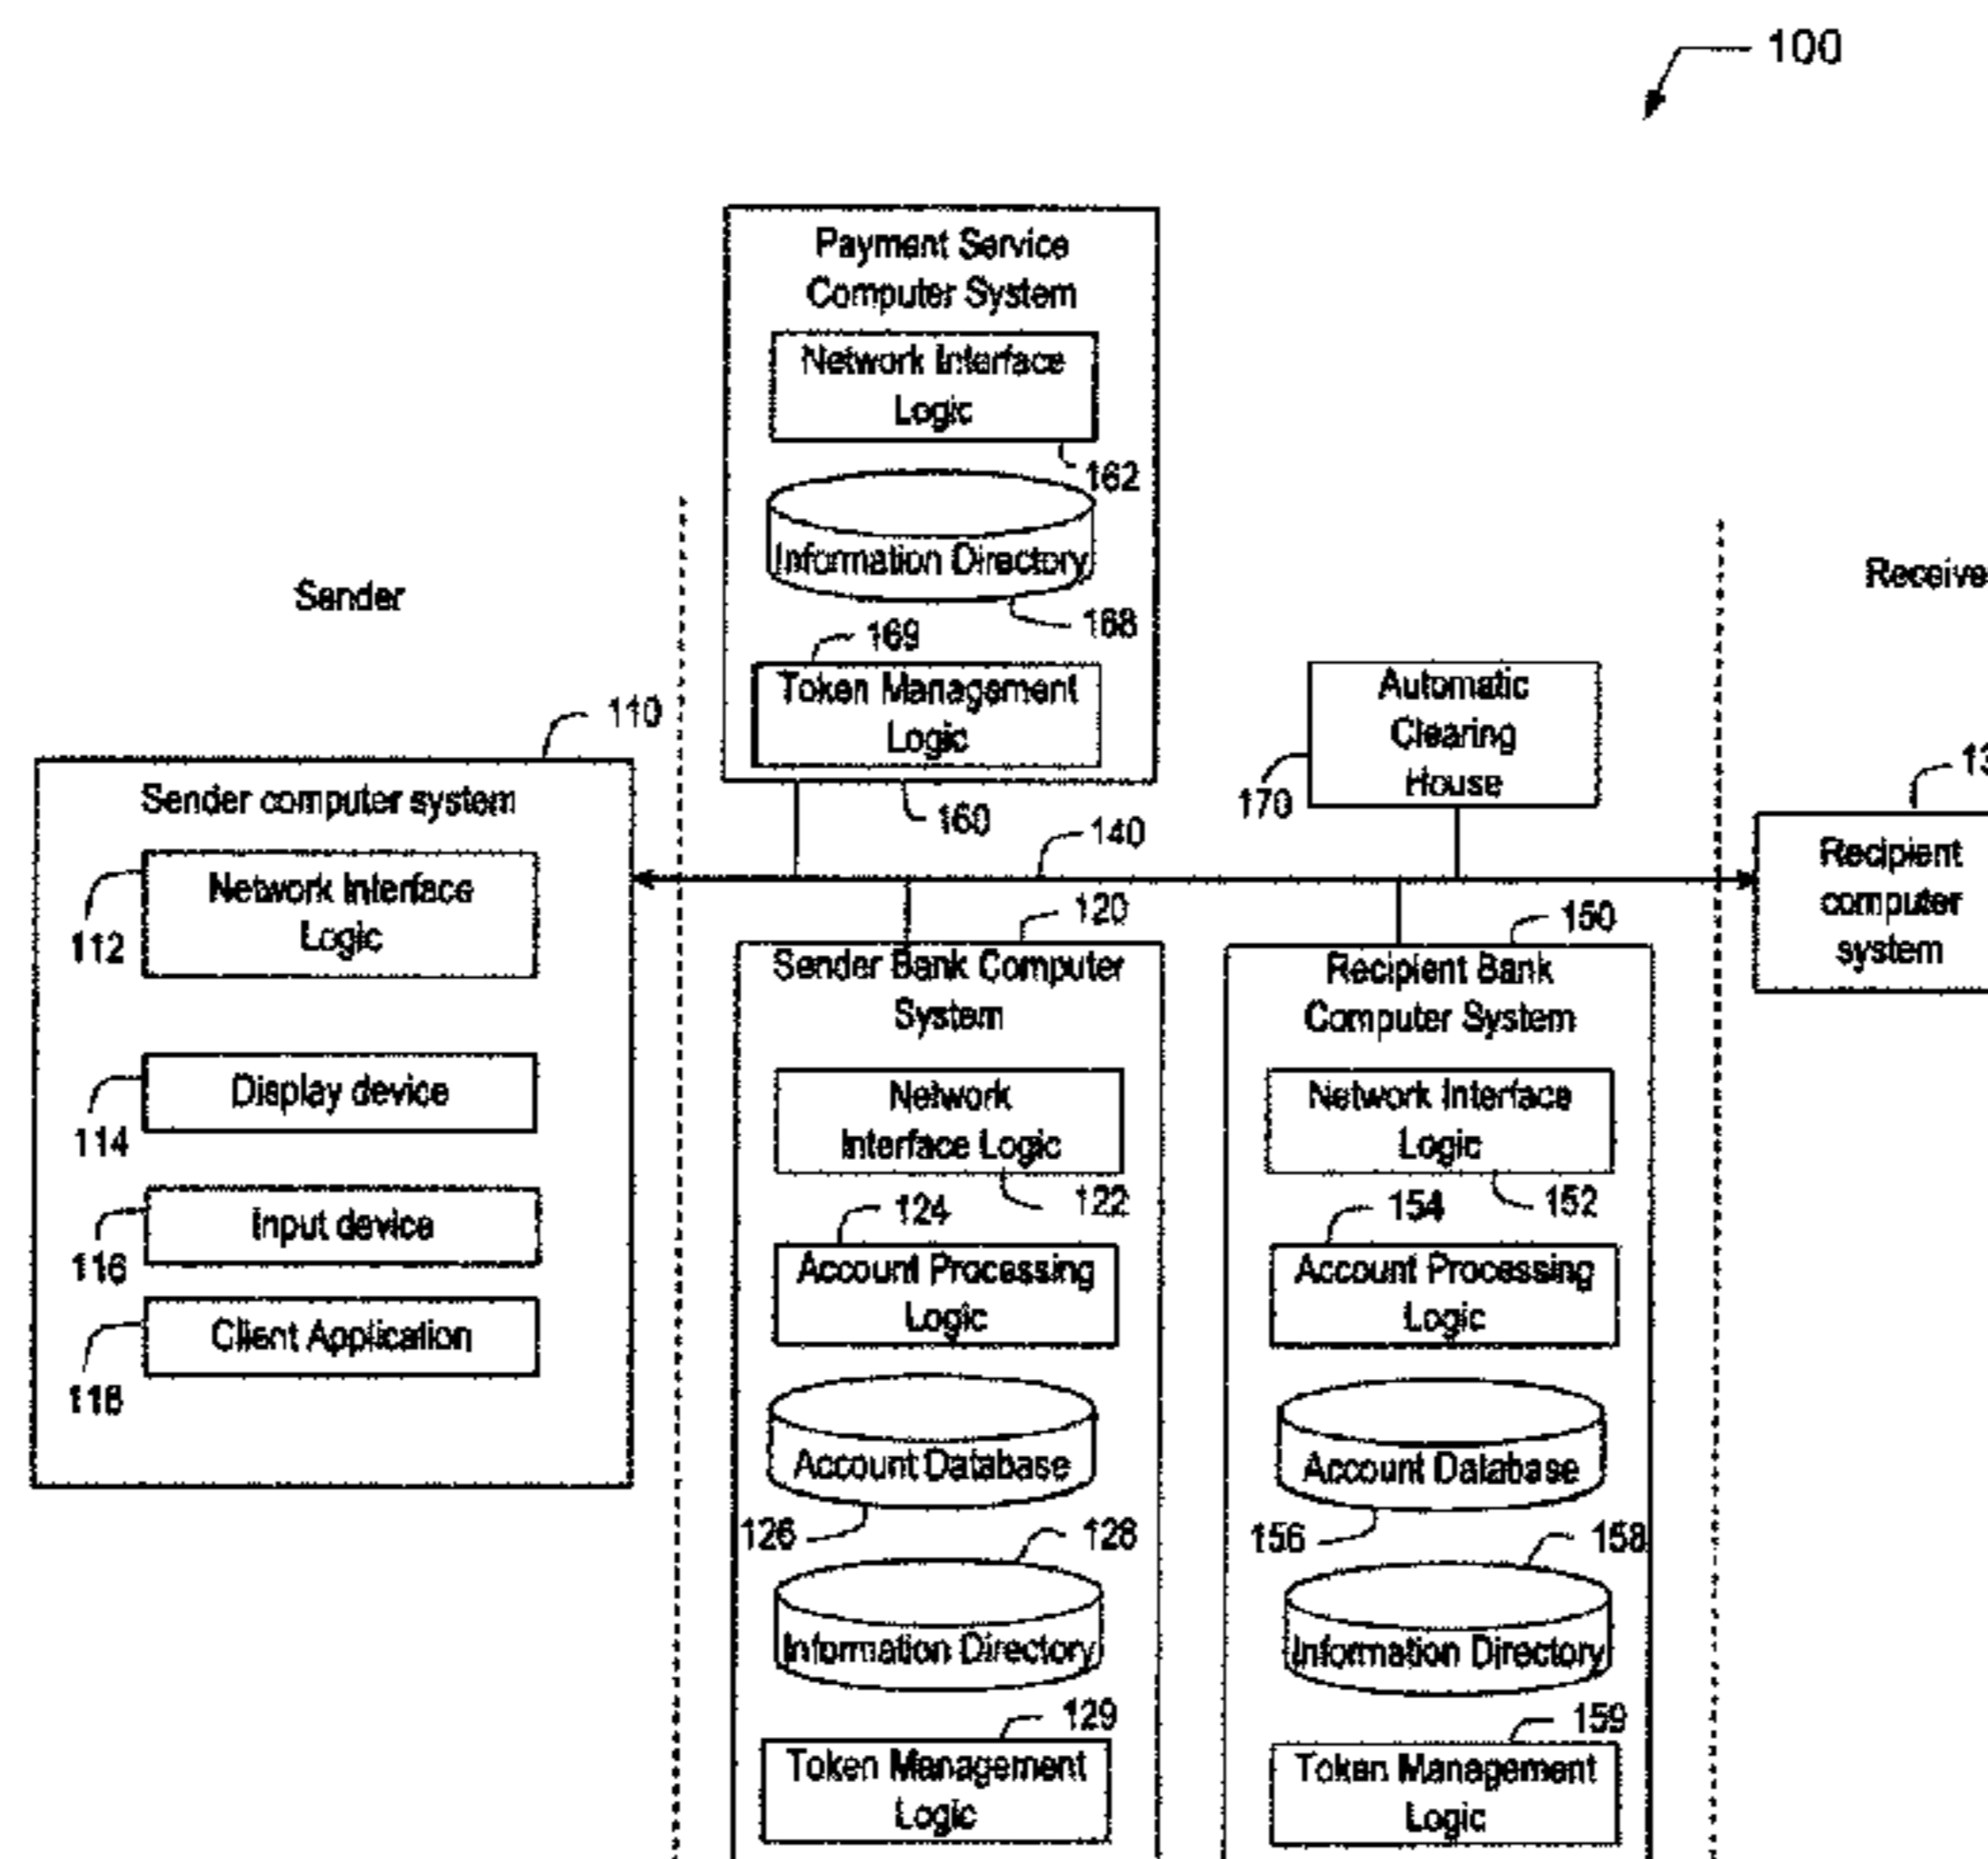 100
Payment Service
Computer System
Network Interface
Logic
162
Information Directory
168
169
Token Management
Logic
160
Sender
Receive
110
Sender computer system
Network Interface
Logic
112
Display device
114
Input device
116
Client Application
118
Automatic
Clearing
House
170
140
Recipient
computer
system
120
Sender Bank Computer
System
Network
Interface Logic
122
124
Account Processing
Logic
Account Database
126
128
Information Directory
129
Token Management
Logic
150
Recipient Bank
Computer System
Network Interface
Logic
152
154
Account Processing
Logic
Account Database
156
158
Information Directory
159
Token Management
Logic